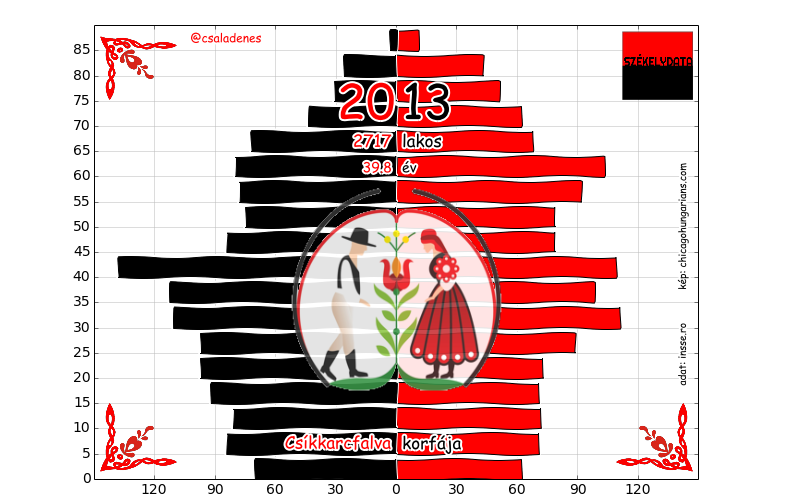 @csaladenes
SZÉKELYDATA
2013
2717 lakos
39.8 év
kép: chicagohungarians.com
adat: insse.ro
Csíkkarcfalva korfája
85
80
75
70
65
60
55
50
45
40
35
30
25
20
15
10
5
0
120 90 60 30 0 30 60 90 120